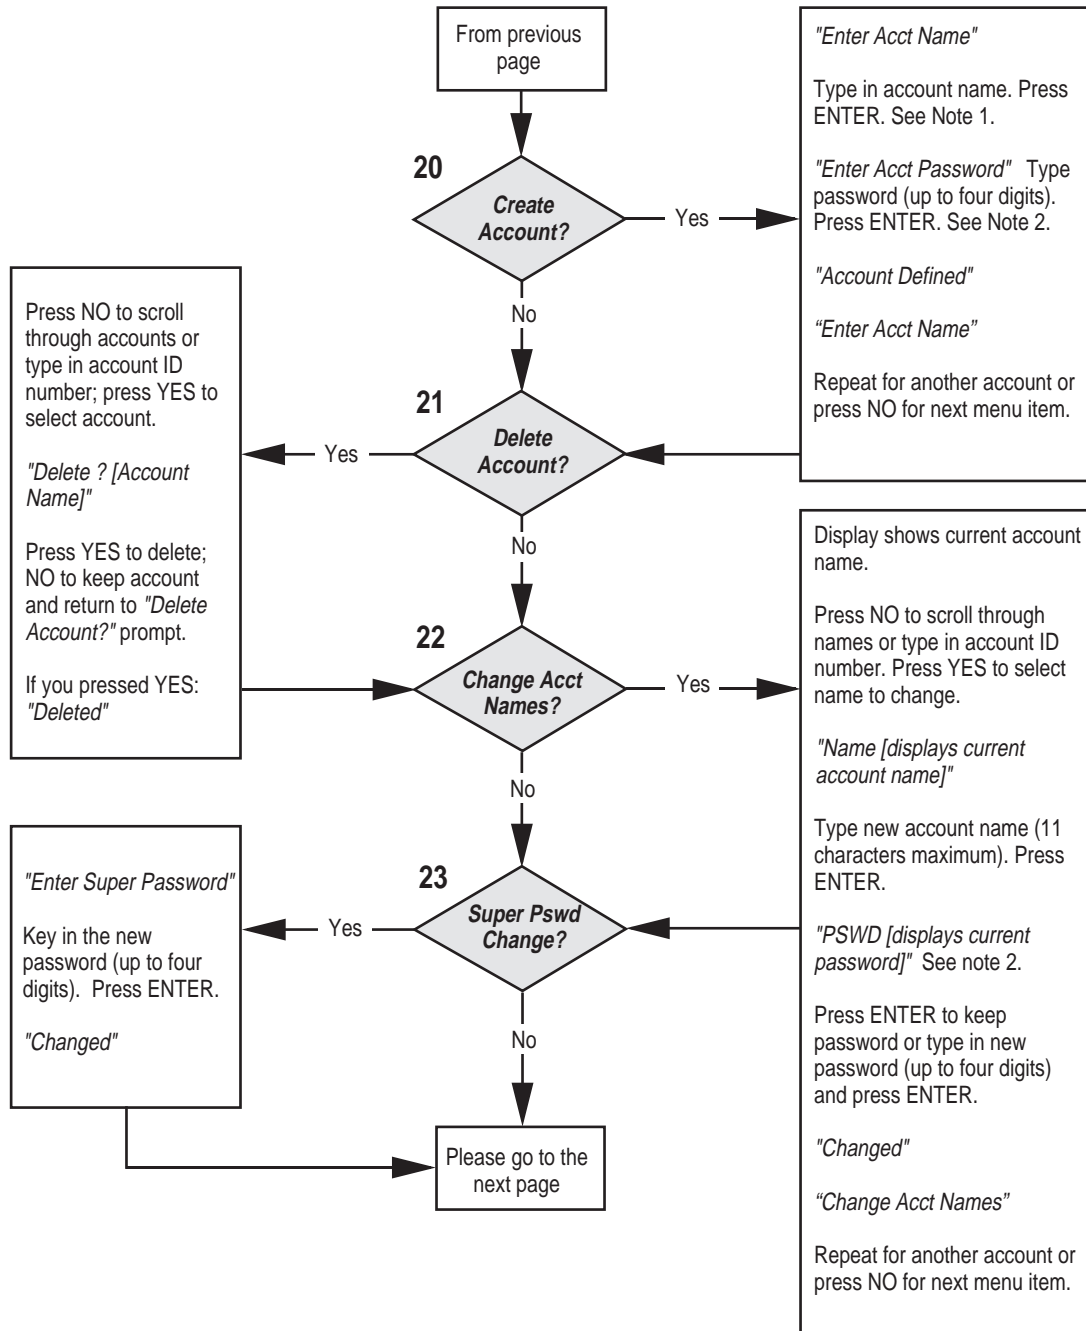 From previous
page
20
Create
Account?
Yes
No
"Enter Acct Name"
Type in account name. Press
ENTER. See Note 1.
"Enter Acct Password" Type
password (up to four digits).
Press ENTER. See Note 2.
"Account Defined"
“Enter Acct Name”
Repeat for another account or
press NO for next menu item.
21
Delete
Account?
Yes
No
Press NO to scroll
through accounts or
type in account ID
number; press YES to
select account.
"Delete ? [Account
Name]"
Press YES to delete;
NO to keep account
and return to "Delete
Account?" prompt.
If you pressed YES:
"Deleted"
22
Change Acct
Names?
Yes
No
Display shows current account
name.
Press NO to scroll through
names or type in account ID
number. Press YES to select
name to change.
"Name [displays current
account name]"
Type new account name (11
characters maximum). Press
ENTER.
"PSWD [displays current
password]" See note 2.
Press ENTER to keep
password or type in new
password (up to four digits)
and press ENTER.
"Changed"
“Change Acct Names”
Repeat for another account or
press NO for next menu item.
23
Super Pswd
Change?
Yes
No
"Enter Super Password"
Key in the new
password (up to four
digits). Press ENTER.
"Changed"
Please go to the
next page